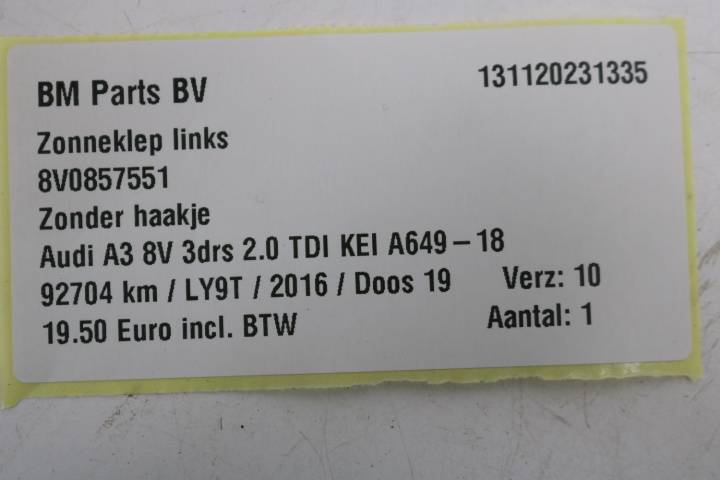 BM Parts BV 131120231335
Zonneklep links
8V0857551
Zonder haakje
Audi A3 8V 3drs 2.0 TDI KEI A649 – 18
92704 km / LY9T / 2016 / Doos 19 Verz: 10
19.50 Euro incl. BTW Aantal: 1